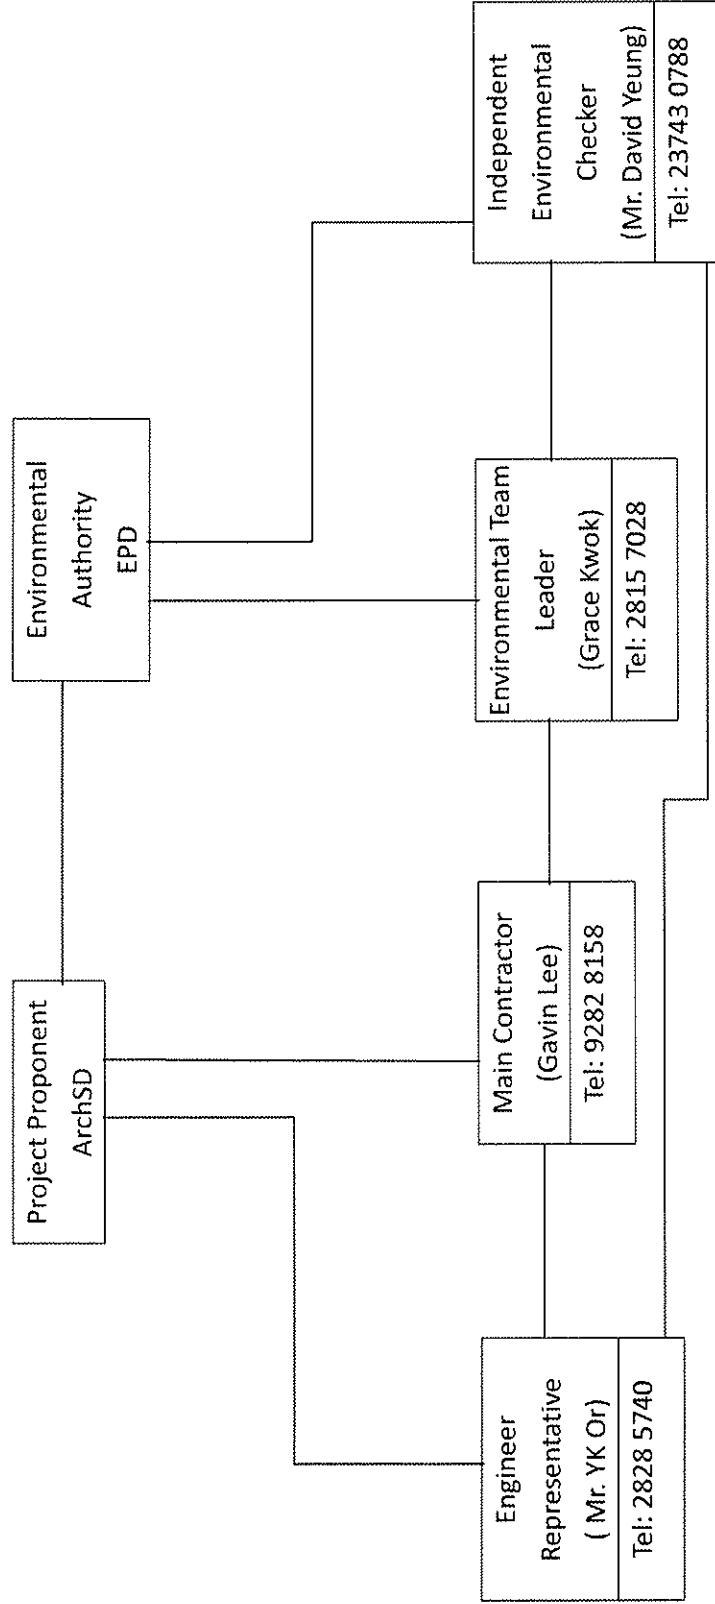 Project Proponent
ArchSD
Environmental
Authority
EPD
Engineer
Representative
( Mr. YK Or)
Tel: 2828 5740
Main Contractor
(Gavin Lee)
Tel: 9282 8158
Environmental Team
Leader
(Grace Kwok)
Tel: 2815 7028
Independent
Environmental
Checker
(Mr. David Yeung)
Tel: 23743 0788